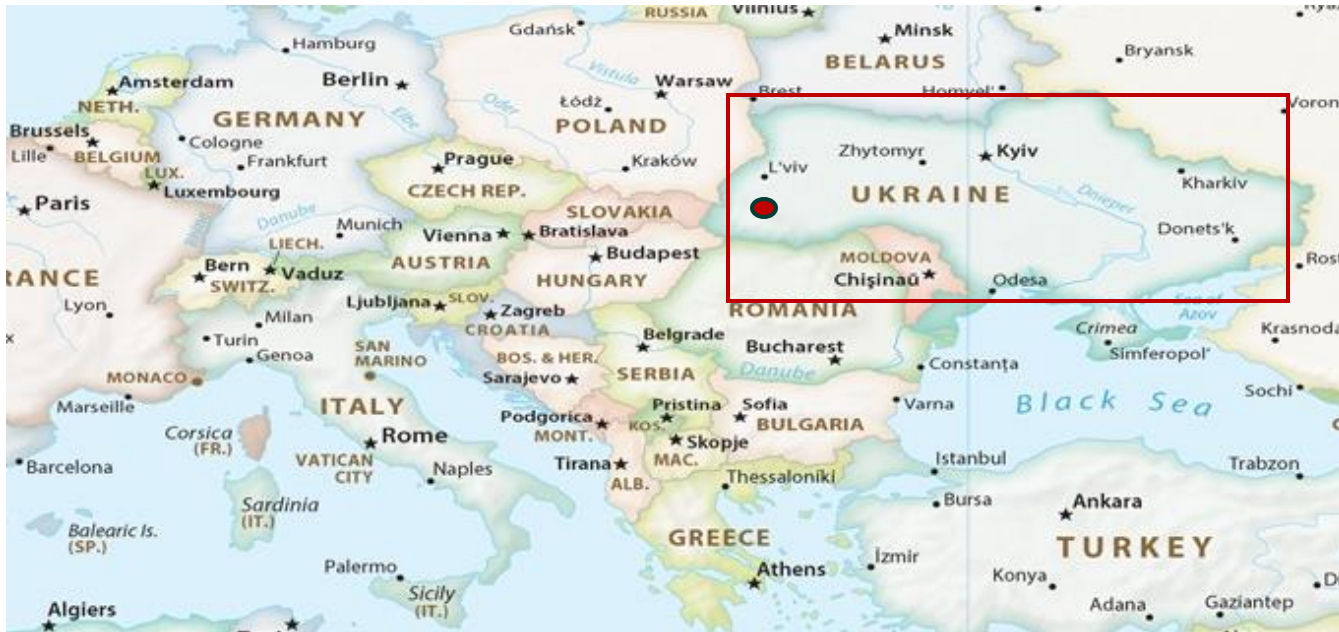 RUSSIA
Vilnius
Gdańsk
Minsk
Hamburg
BELARUS
Bryansk
Amsterdam
Berlin
Vistula
Warsaw
Brest
Homyel'
NETH.
Elbe
Oder
Łódź
Voron
GERMANY
POLAND
Brussels
Cologne
Lille
BELGIUM
Frankfurt
Prague
Kraków
L'viv
Zhytomyr
Kyiv
LUX.
Luxembourg
CZECH REP.
Kharkiv
UKRAINE
Dnieper
Paris
SLOVAKIA
Danube
Munich
Vienna
Bratislava
Donets'k
LIECH.
Budapest
MOLDOVA
Bern
Vaduz
AUSTRIA
Rost
RANCE
SWITZ.
HUNGARY
Chişinaŭ
Odesa
Lyon
Ljubljana
SLOV.
Zagreb
ROMANIA
Sea of
Azov
Milan
CROATIA
Crimea
Krasnoda
Turin
Belgrade
Genoa
SAN
MARINO
BOS. & HER.
Bucharest
Simferopol'
Constanța
MONACO
Sarajevo
SERBIA
Danube
Sochi
Marseille
ITALY
Pristina
Sofia
Varna
Black Sea
Podgorica
KOS.
BULGARIA
Corsica
(FR.)
Rome
MONT.
Skopje
VATICAN
CITY
Tirana
MAC.
Istanbul
Trabzon
Barcelona
Naples
ALB.
Thessaloníki
Bursa
Ankara
Sardinia
(IT.)
Balearic Is.
(SP.)
GREECE
TURKEY
İzmir
Palermo
Athens
Konya
Sicily
(IT.)
Adana
Gaziantep
Algiers